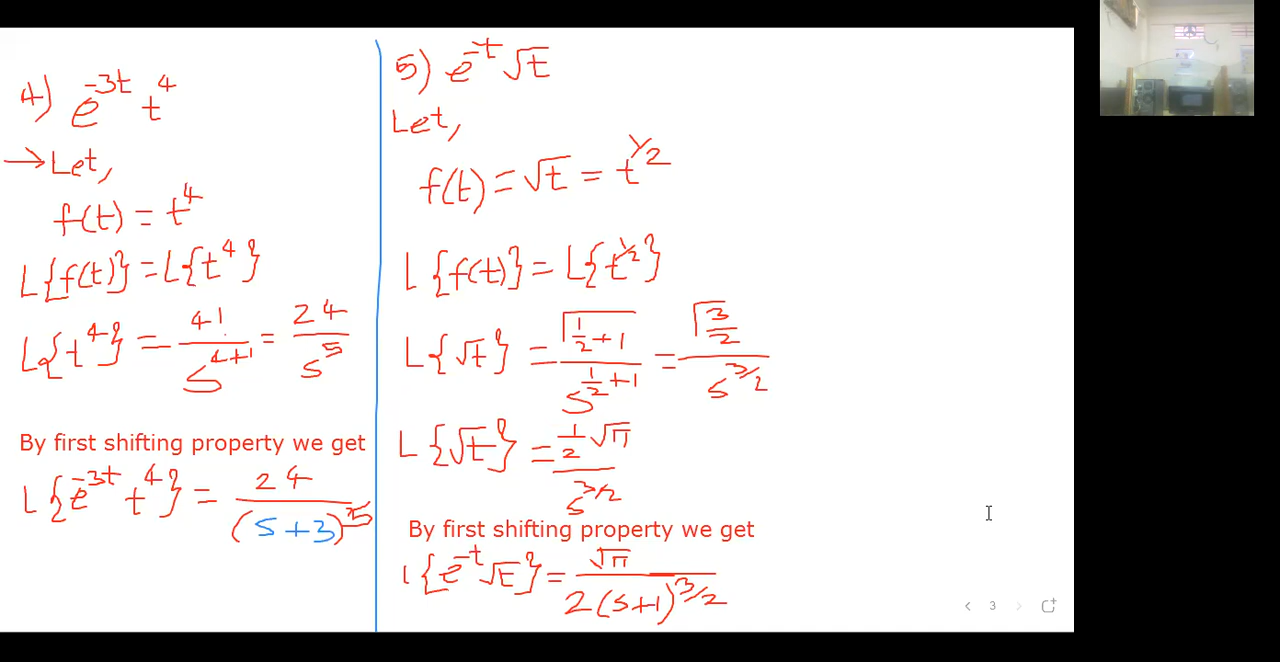 4) e^{-3t} t^4
→ Let,
f(t) = t^4
L{f(t)} = L{t^4}
L{t^4} = 4!/s^{4+1} = 24/s^5
By first shifting property we get
L{e^{-3t} t^4} = 24/(s+3)^5
5) e^{-t} √t
Let,
f(t) = √t = t^{1/2}
L{f(t)} = L{t^{1/2}}
L{√t} = Γ(1/2+1)/s^{1/2+1} = Γ(3/2)/s^{3/2}
L{√t} = 1/2 √π/s^{3/2}
By first shifting property we get
L{e^{-t} √t} = √π/2(s+1)^{3/2}
< 3 >